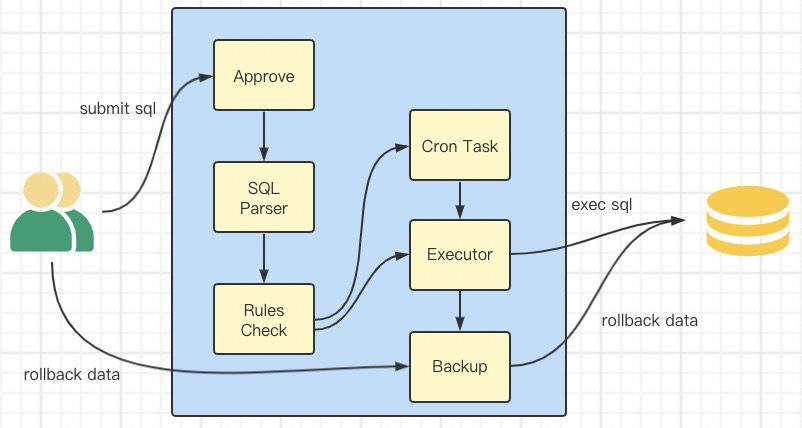 submit sql
Approve
SQL
Parser
Rules
Check
Cron Task
Executor
Backup
exec sql
rollback data
rollback data